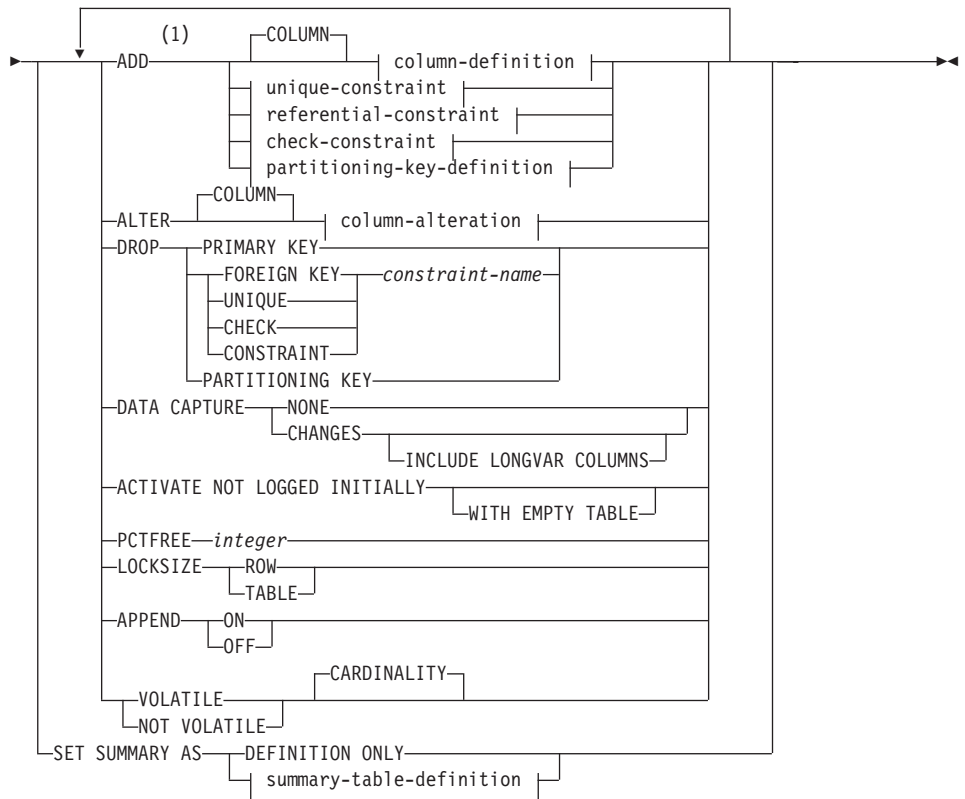 (1)
COLUMN
ADD
column-definition
unique-constraint
referential-constraint
check-constraint
partitioning-key-definition
COLUMN
ALTER
column-alteration
DROP
PRIMARY KEY
FOREIGN KEY
constraint-name
UNIQUE
CHECK
CONSTRAINT
PARTITIONING KEY
DATA CAPTURE
NONE
CHANGES
INCLUDE LONGVAR COLUMNS
ACTIVATE NOT LOGGED INITIALLY
WITH EMPTY TABLE
PCTFREE integer
LOCKSIZE
ROW
TABLE
APPEND
ON
OFF
CARDINALITY
VOLATILE
NOT VOLATILE
SET SUMMARY AS
DEFINITION ONLY
summary-table-definition